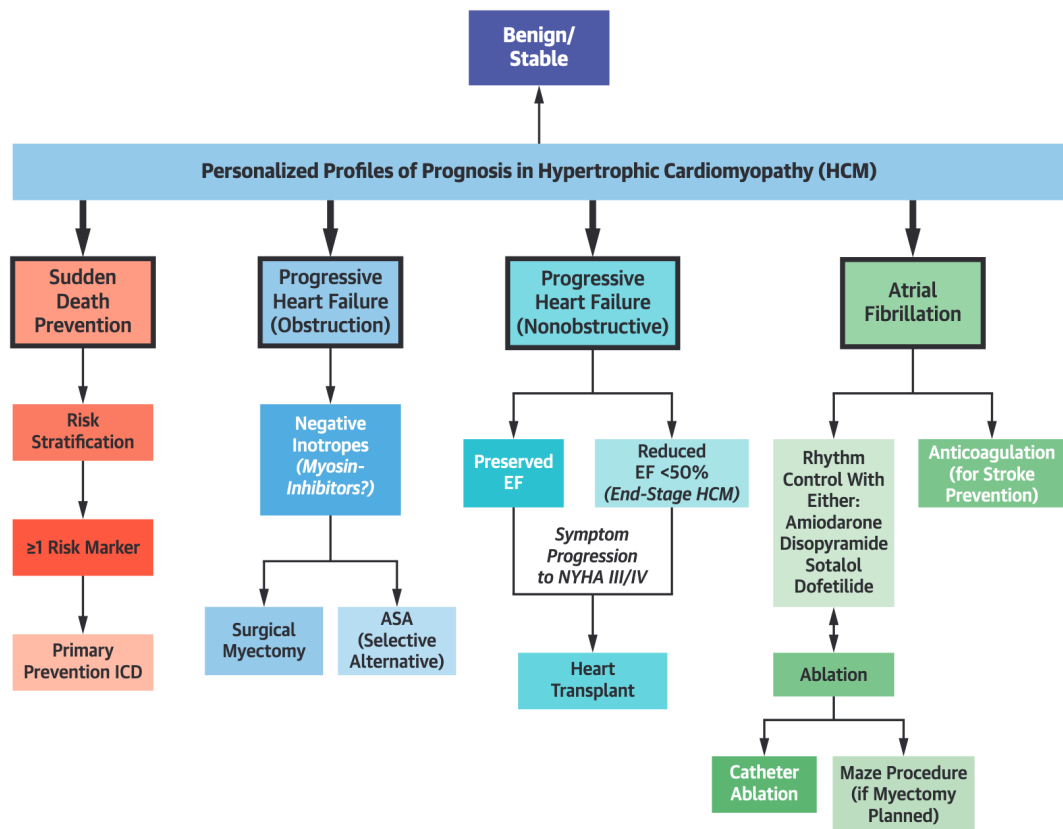 Benign/
Stable
Personalized Profiles of Prognosis in Hypertrophic Cardiomyopathy (HCM)
Sudden
Death
Prevention
Risk
Stratification
≥1 Risk Marker
Primary
Prevention ICD
Progressive
Heart Failure
(Obstruction)
Negative
Inotropes
(Myosin-
Inhibitors?)
Surgical
Myectomy
ASA
(Selective
Alternative)
Progressive
Heart Failure
(Nonobstructive)
Preserved
EF
Reduced
EF <50%
(End-Stage HCM)
Symptom
Progression
to NYHA III/IV
Heart
Transplant
Atrial
Fibrillation
Rhythm
Control With
Either:
Amiodarone
Disopyramide
Sotalol
Dofetilide
Anticoagulation
(for Stroke
Prevention)
Ablation
Catheter
Ablation
Maze Procedure
(if Myectomy
Planned)